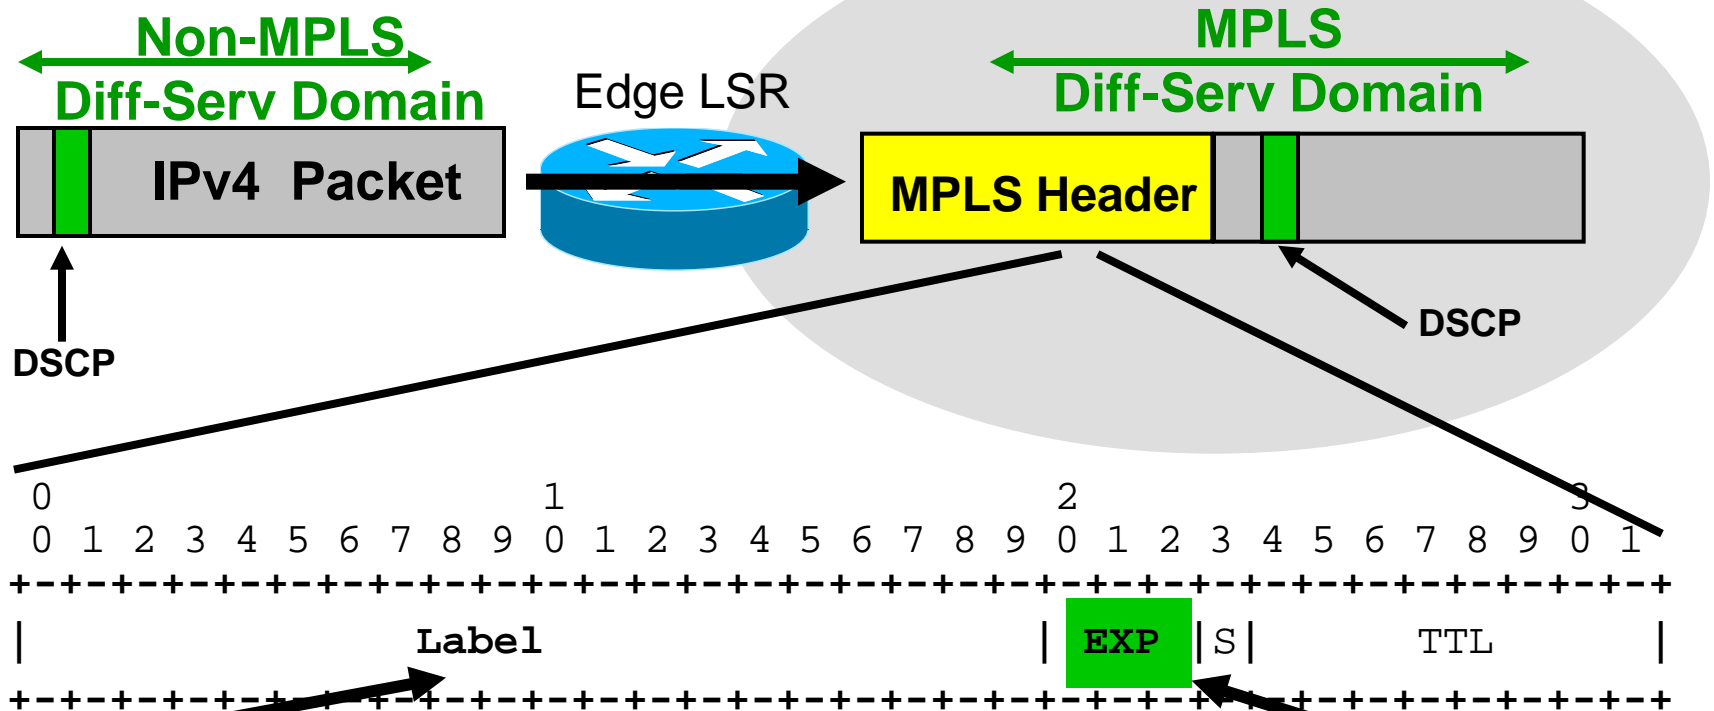 Non-MPLS
Diff-Serv Domain
Edge LSR
MPLS
Diff-Serv Domain
IPv4 Packet
MPLS Header
DSCP
DSCP
0 1 2 3
0 1 2 3 4 5 6 7 8 9 0 1 2 3 4 5 6 7 8 9 0 1 2 3 4 5 6 7 8 9 0 1
+-+-+-+-+-+-+-+-+-+-+-+-+-+-+-+-+-+-+-+-+-+-+-+-+-+-+-+-+-+-+-+-+
| Label | EXP |S| TTL |
+-+-+-+-+-+-+-+-+-+-+-+-+-+-+-+-+-+-+-+-+-+-+-+-+-+-+-+-+-+-+-+-+